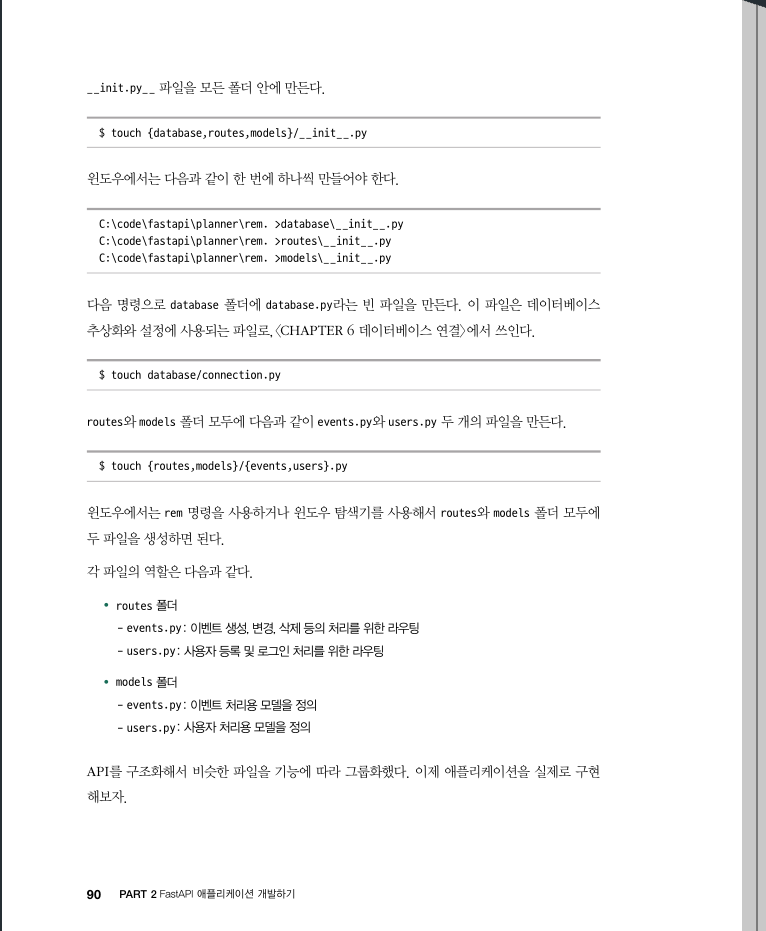 __init.py__ 파일을 모든 폴더 안에 만든다.
$ touch {database,routes,models}/__init__.py
윈도우에서는 다음과 같이 한 번에 하나씩 만들어야 한다.
C:\code\fastapi\planner\rem. >database\__init__.py
C:\code\fastapi\planner\rem. >routes\__init__.py
C:\code\fastapi\planner\rem. >models\__init__.py
다음 명령으로 database 폴더에 database.py라는 빈 파일을 만든다. 이 파일은 데이터베이스
추상화와 설정에 사용되는 파일로, 〈CHAPTER 6 데이터베이스 연결〉에서 쓰인다.
$ touch database/connection.py
routes와 models 폴더 모두에 다음과 같이 events.py와 users.py 두 개의 파일을 만든다.
$ touch {routes,models}/{events,users}.py
윈도우에서는 rem 명령을 사용하거나 윈도우 탐색기를 사용해서 routes와 models 폴더 모두에
두 파일을 생성하면 된다.
각 파일의 역할은 다음과 같다.
• routes 폴더
– events.py: 이벤트 생성, 변경, 삭제 등의 처리를 위한 라우팅
– users.py: 사용자 등록 및 로그인 처리를 위한 라우팅
• models 폴더
– events.py: 이벤트 처리용 모델을 정의
– users.py: 사용자 처리용 모델을 정의
API를 구조화해서 비슷한 파일을 기능에 따라 그룹화했다. 이제 애플리케이션을 실제로 구현
해보자.
90 PART 2 FastAPI 애플리케이션 개발하기